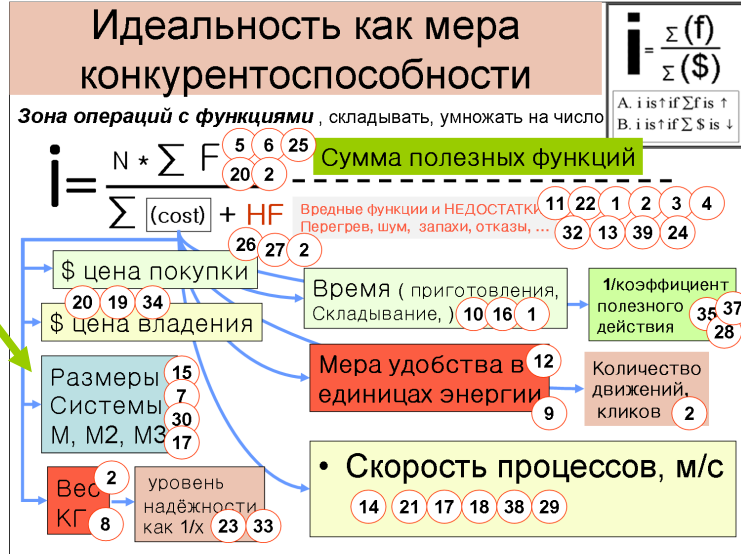 Идеальность как мера
конкурентоспособности
i = Σ (f)
Σ ($)
A. i is↑if Σf is ↑
B. i is↑if Σ $ is ↓
Зона операций с функциями , складывать, умножать на число
i = N * Σ F
5 6 25
20 2
Сумма полезных функций
Σ (cost) + HF
26 27 2
Вредные функции и НЕДОСТАТКИ
Перегрев, шум, запахи, отказы, ...
11 22 1 2 3 4
32 13 39 24
$ цена покупки
20 19 34
$ цена владения
Время ( приготовления,
Складывание, )
10 16 1
1/коэффициент
полезного
действия
35 37
28
Размеры
Системы
М, М2, М3
15
7
30
17
Мера удобства в
единицах энергии
12
9
Количество
движений,
кликов
2
Вес
КГ
2
8
уровень
надёжности
как 1/х
23 33
• Скорость процессов, м/с
14 21 17 18 38 29